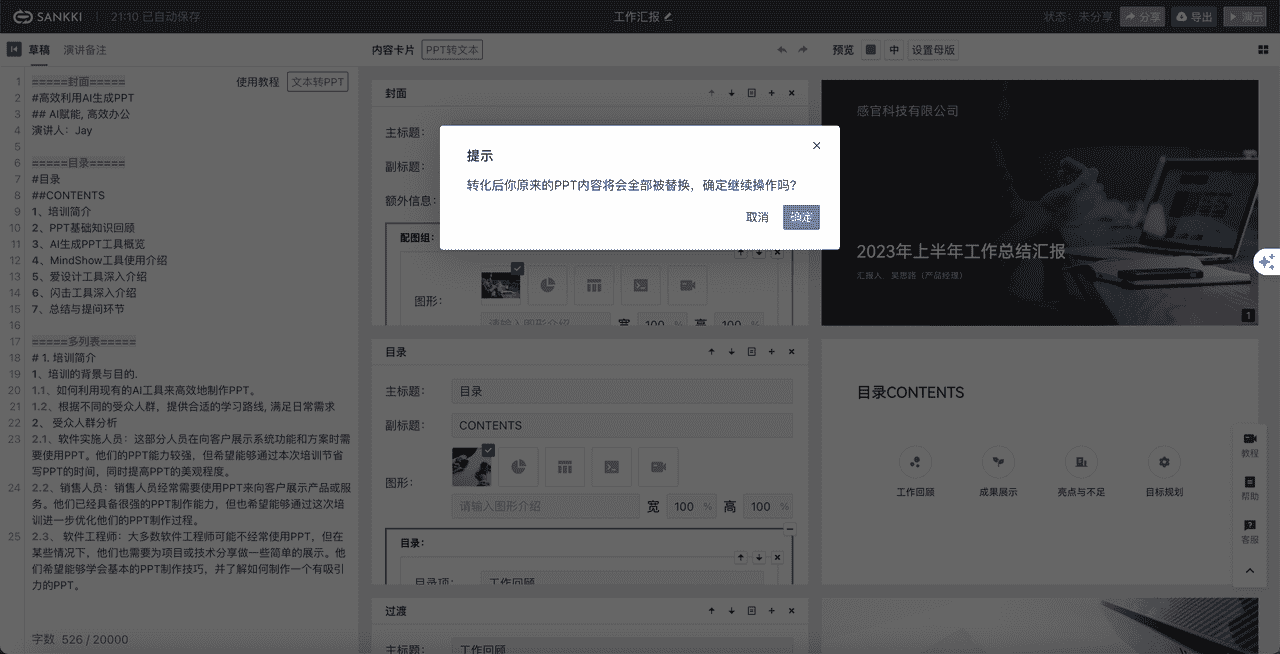 SANKKI
21:10 已自动保存
工作汇报
状态：未分享
分享
导出
演示
草稿
演讲备注
内容卡片
PPT转文本
预览
中
设置母版
使用教程
文本转PPT
1 =====封面=====
2 #高效利用AI生成PPT
3 ## AI赋能, 高效办公
4 演讲人：Jay
5
6 =====目录=====
7 #目录
8 ##CONTENTS
9 1、培训简介
10 2、PPT基础知识回顾
11 3、AI生成PPT工具概览
12 4、MindShow工具使用介绍
13 5、爱设计工具深入介绍
14 6、闪击工具深入介绍
15 7、总结与提问环节
16
17 =====多列表=====
18 # 1. 培训简介
19 1、培训的背景与目的.
20 1.1、如何利用现有的AI工具来高效地制作PPT。
21 1.2、根据不同的受众人群，提供合适的学习路线, 满足日常需求
22 2、 受众人群分析
23 2.1、软件实施人员：这部分人员在向客户展示系统功能和方案时需
要使用PPT。他们的PPT能力较强，但希望能够通过本次培训节省
写PPT的时间，同时提高PPT的美观程度。
24 2.2、销售人员：销售人员经常需要使用PPT来向客户展示产品或服
务。他们已经具备很强的PPT制作能力，但也希望能够通过这次培
训进一步优化他们的PPT制作过程。
25 2.3、 软件工程师：大多数软件工程师可能不经常使用PPT，但在
某些情况下，他们也需要为项目或技术分享做一些简单的展示。他
们希望能够学会基本的PPT制作技巧，并了解如何制作一个有吸引
力的PPT。
字数 526 / 20000
封面
主标题：
副标题：
额外信息：
配图组：
图形：
请输入图形介绍
宽 100 %
高 100 %
提示
转化后你原来的PPT内容将会全部被替换，确定继续操作吗？
取消
确定
目录
主标题：
目录
副标题：
CONTENTS
图形：
请输入图形介绍
宽 100 %
高 100 %
目录：
目录项：
工作回顾
过渡
主标题：
工作回顾
感官科技有限公司
2023年上半年工作总结汇报
汇报人：吴思路（产品经理）
1
目录CONTENTS
工作回顾
成果展示
亮点与不足
目标规划
教程
帮助
客服